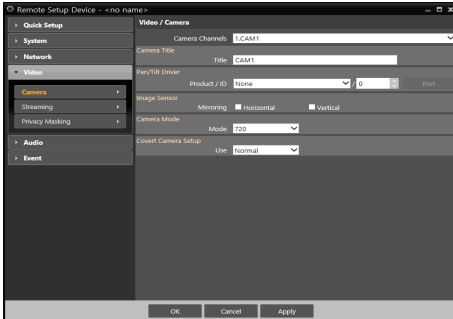 Remote Setup Device - <no name>
Quick Setup
System
Network
Video
Camera
Streaming
Privacy Masking
Audio
Event
Video / Camera
Camera Channels 1.CAM1
Camera Title
Title CAM1
Pan/Tilt Driver
Product / ID None / 0 Port
Image Sensor
Mirroring Horizontal Vertical
Camera Mode
Mode 720
Covert Camera Setup
Use Normal
OK Cancel Apply